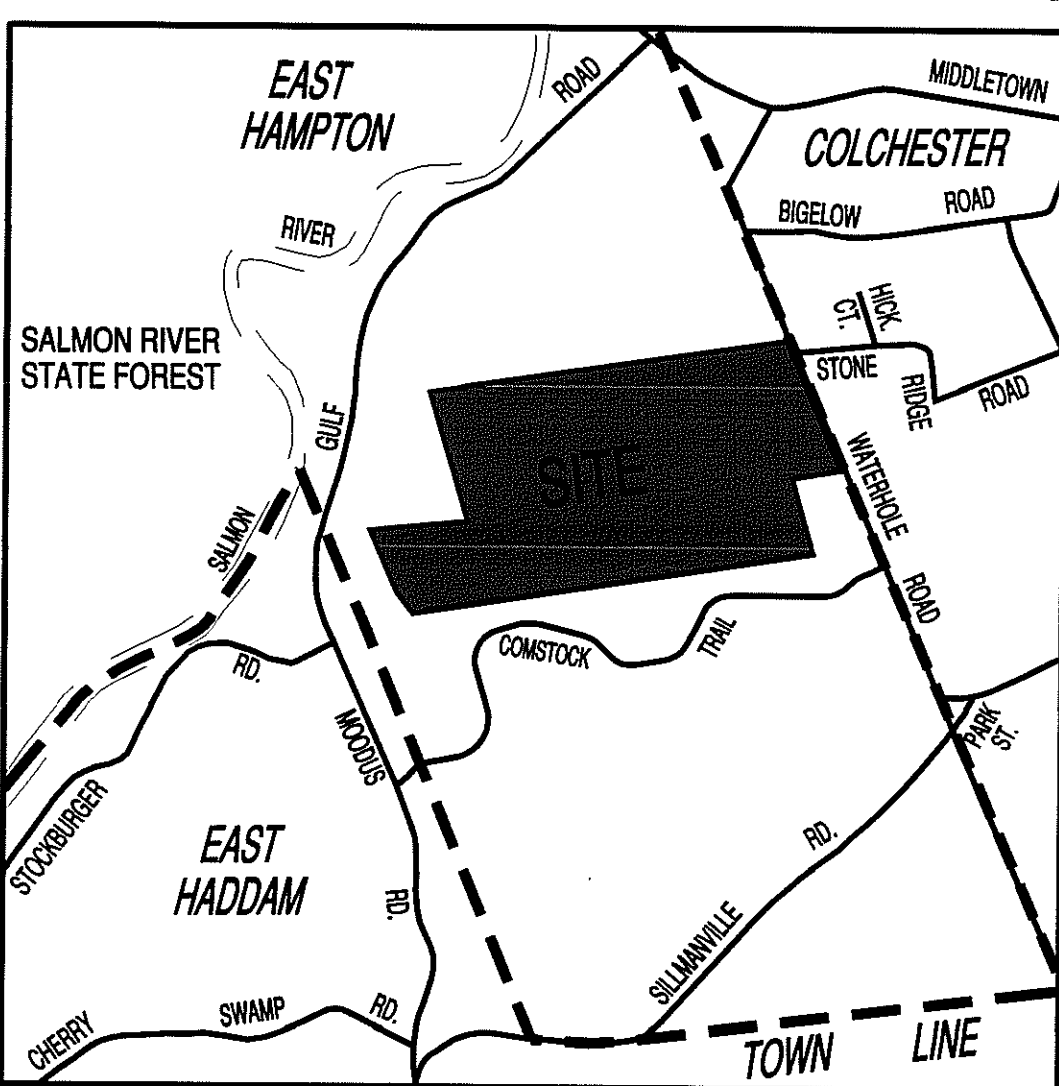 EAST
HAMPTON
ROAD
MIDDLETOWN
COLCHESTER
BIGELOW ROAD
RIVER
HICK.
CT.
SALMON RIVER
STATE FOREST
STONE
RIDGE
ROAD
GULF
SITE
WATERHOLE
ROAD
SALMON
COMSTOCK
TRAIL
RD.
MOODUS
PARK
ST.
STOCKBURGER
EAST
HADDAM
RD.
RD.
SILLMANVILLE
CHERRY
SWAMP
RD.
TOWN LINE